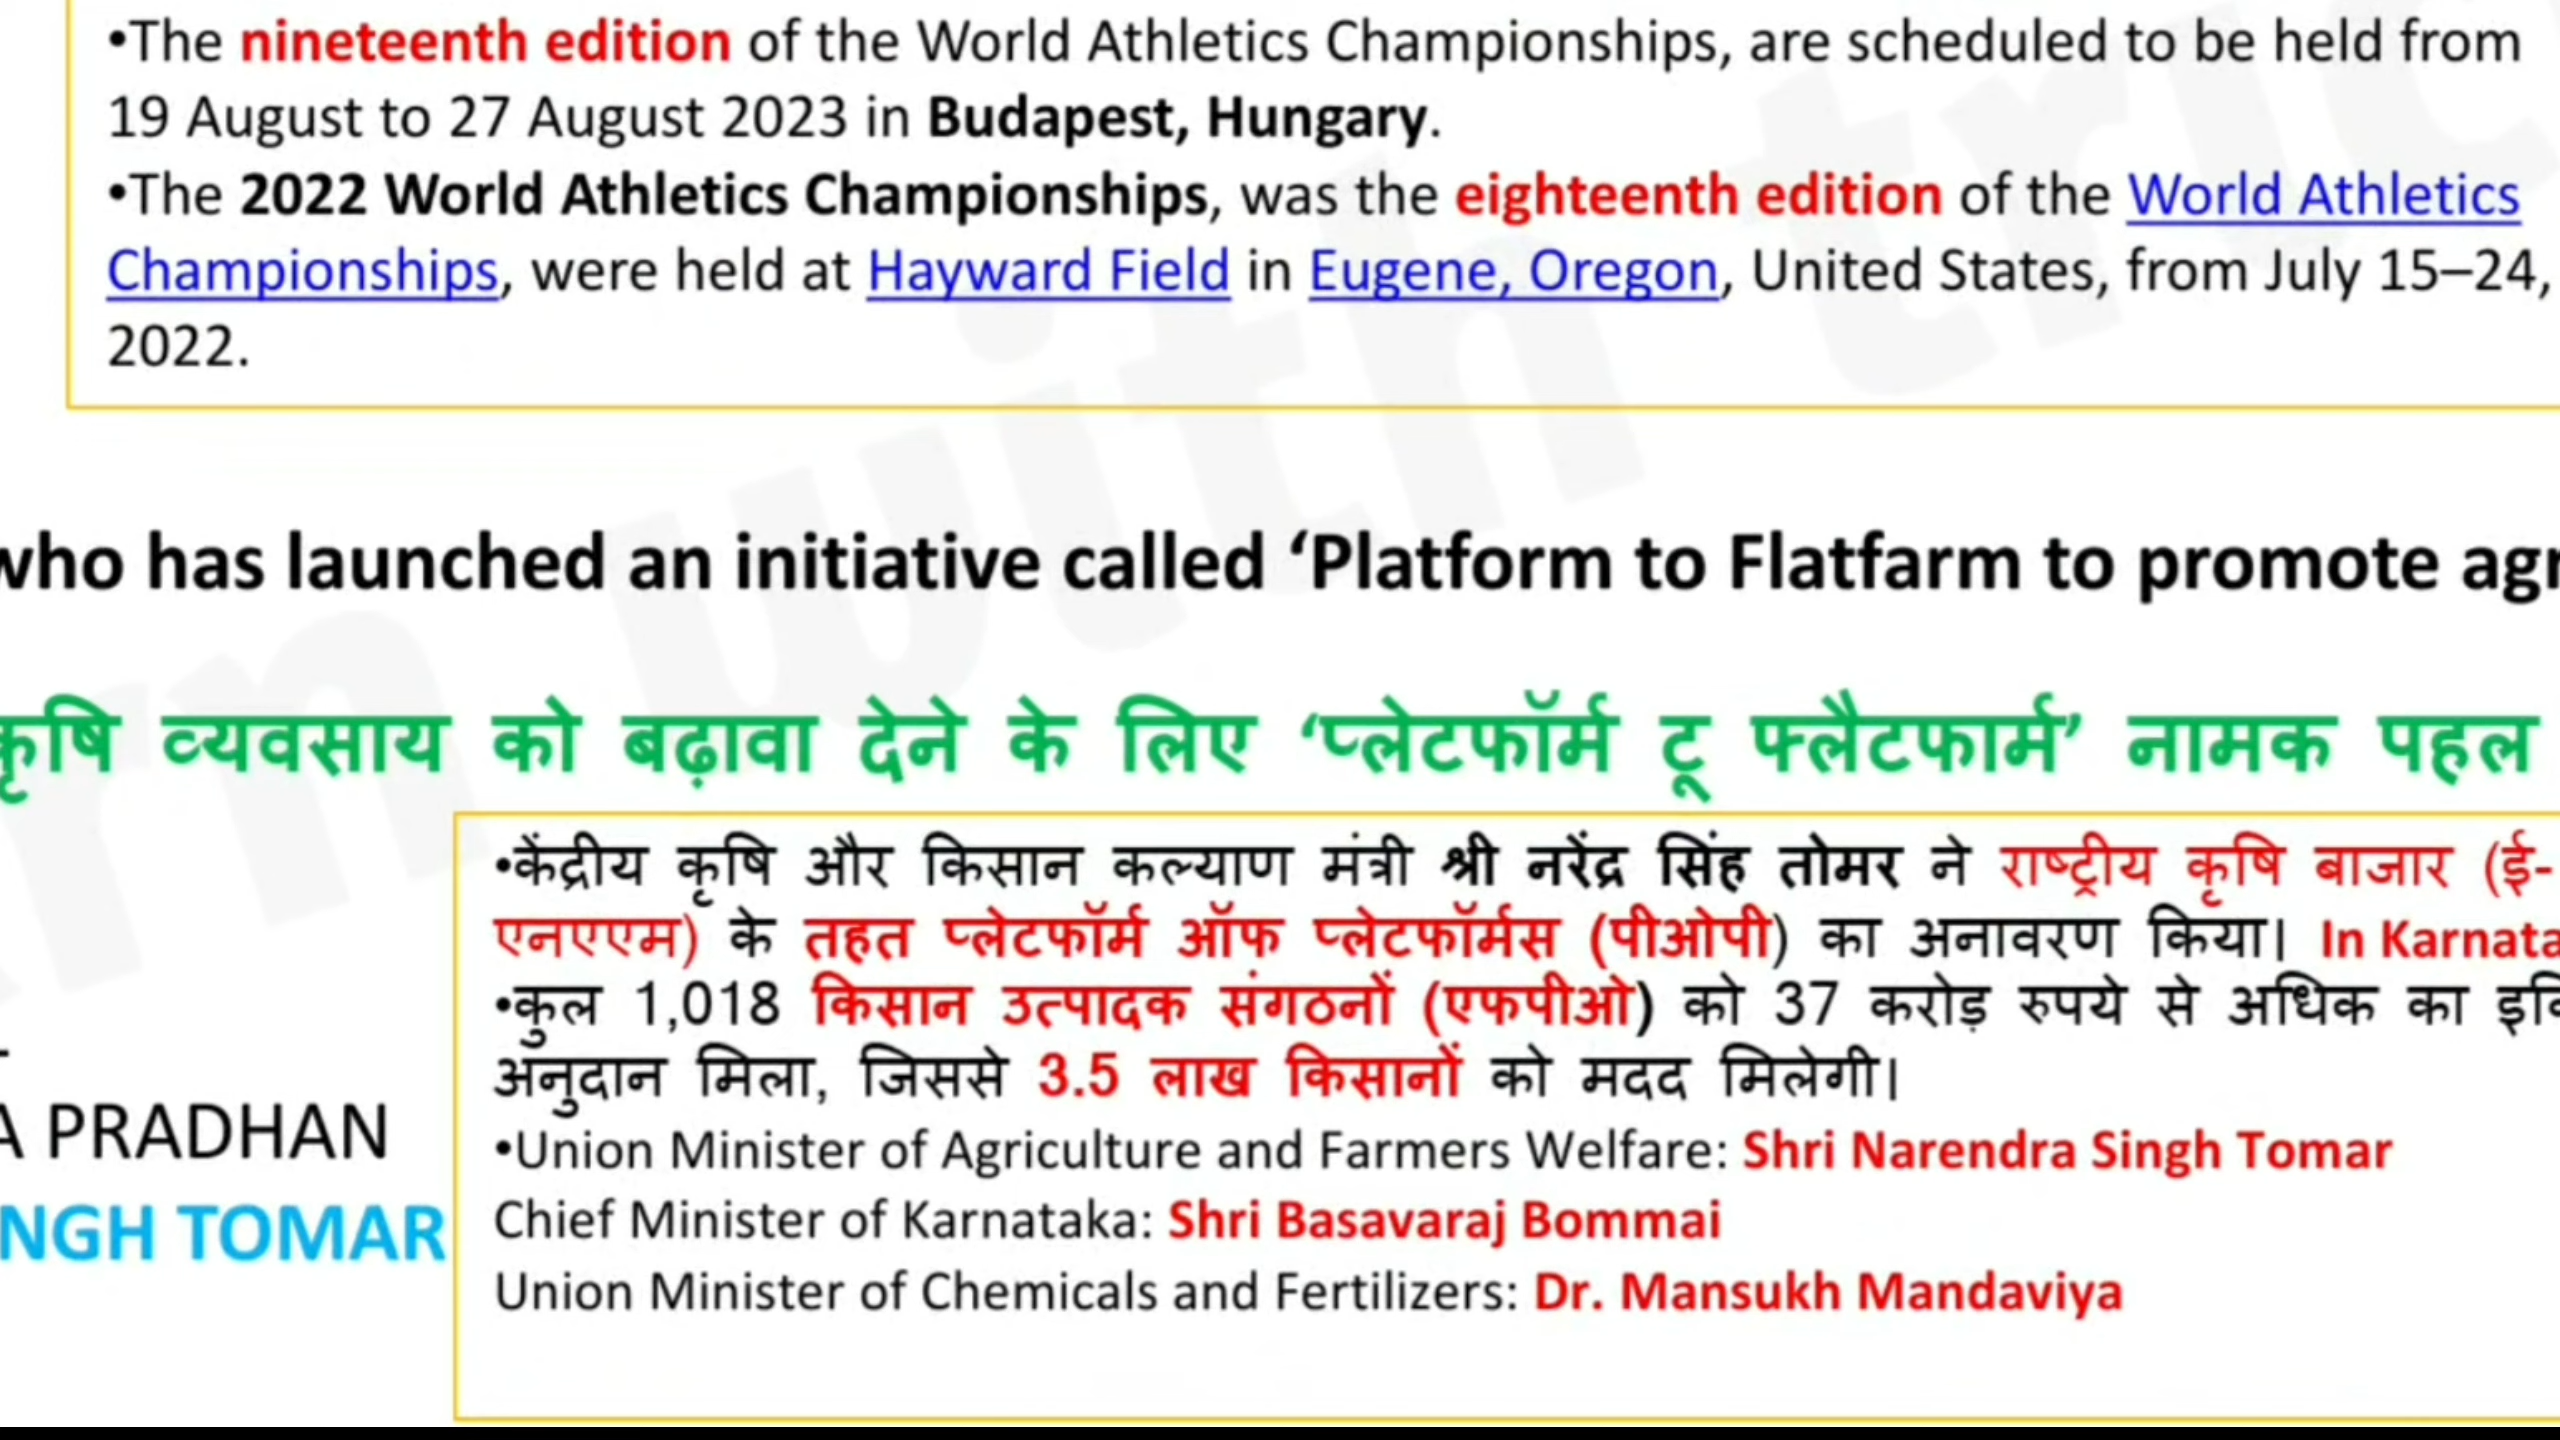 •The nineteenth edition of the World Athletics Championships, are scheduled to be held from
19 August to 27 August 2023 in Budapest, Hungary.
•The 2022 World Athletics Championships, was the eighteenth edition of the World Athletics
Championships, were held at Hayward Field in Eugene, Oregon, United States, from July 15–24,
2022.
who has launched an initiative called ‘Platform to Flatfarm to promote agr
कृषि व्यवसाय को बढ़ावा देने के लिए ‘प्लेटफॉर्म टू फ्लैटफार्म’ नामक पहल
•केंद्रीय कृषि और किसान कल्याण मंत्री श्री नरेंद्र सिंह तोमर ने राष्ट्रीय कृषि बाजार (ई-
एनएएम) के तहत प्लेटफॉर्म ऑफ प्लेटफॉर्मस (पीओपी) का अनावरण किया| In Karnata
•कुल 1,018 किसान उत्पादक संगठनों (एफपीओ) को 37 करोड़ रुपये से अधिक का इक्वि
अनुदान मिला, जिससे 3.5 लाख किसानों को मदद मिलेगी|
A PRADHAN
•Union Minister of Agriculture and Farmers Welfare: Shri Narendra Singh Tomar
NGH TOMAR
Chief Minister of Karnataka: Shri Basavaraj Bommai
Union Minister of Chemicals and Fertilizers: Dr. Mansukh Mandaviya
rn with tric